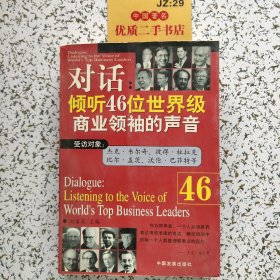 JZ:29
中国书店
优质二手书店
Dialogue:
Listening to the Voice of
World's Top Business Leaders
对话:
倾听46位世界级
商业领袖的声音
受访对象:
杰克·韦尔奇、彼得·杜拉克
比尔·盖茨、沃伦·巴菲特等
46
Dialogue:
Listening to the Voice of
World's Top Business Leaders
中国发展出版社